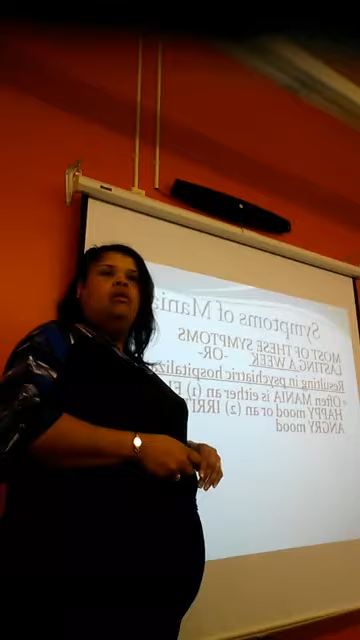 Symptoms of Mania
MOST OF THESE SYMPTOMS
LASTING A WEEK -OR-
Resulting in psychiatric
Often MANIA is either an (1)
HAPPY mood or an (2)
ANGRY mood